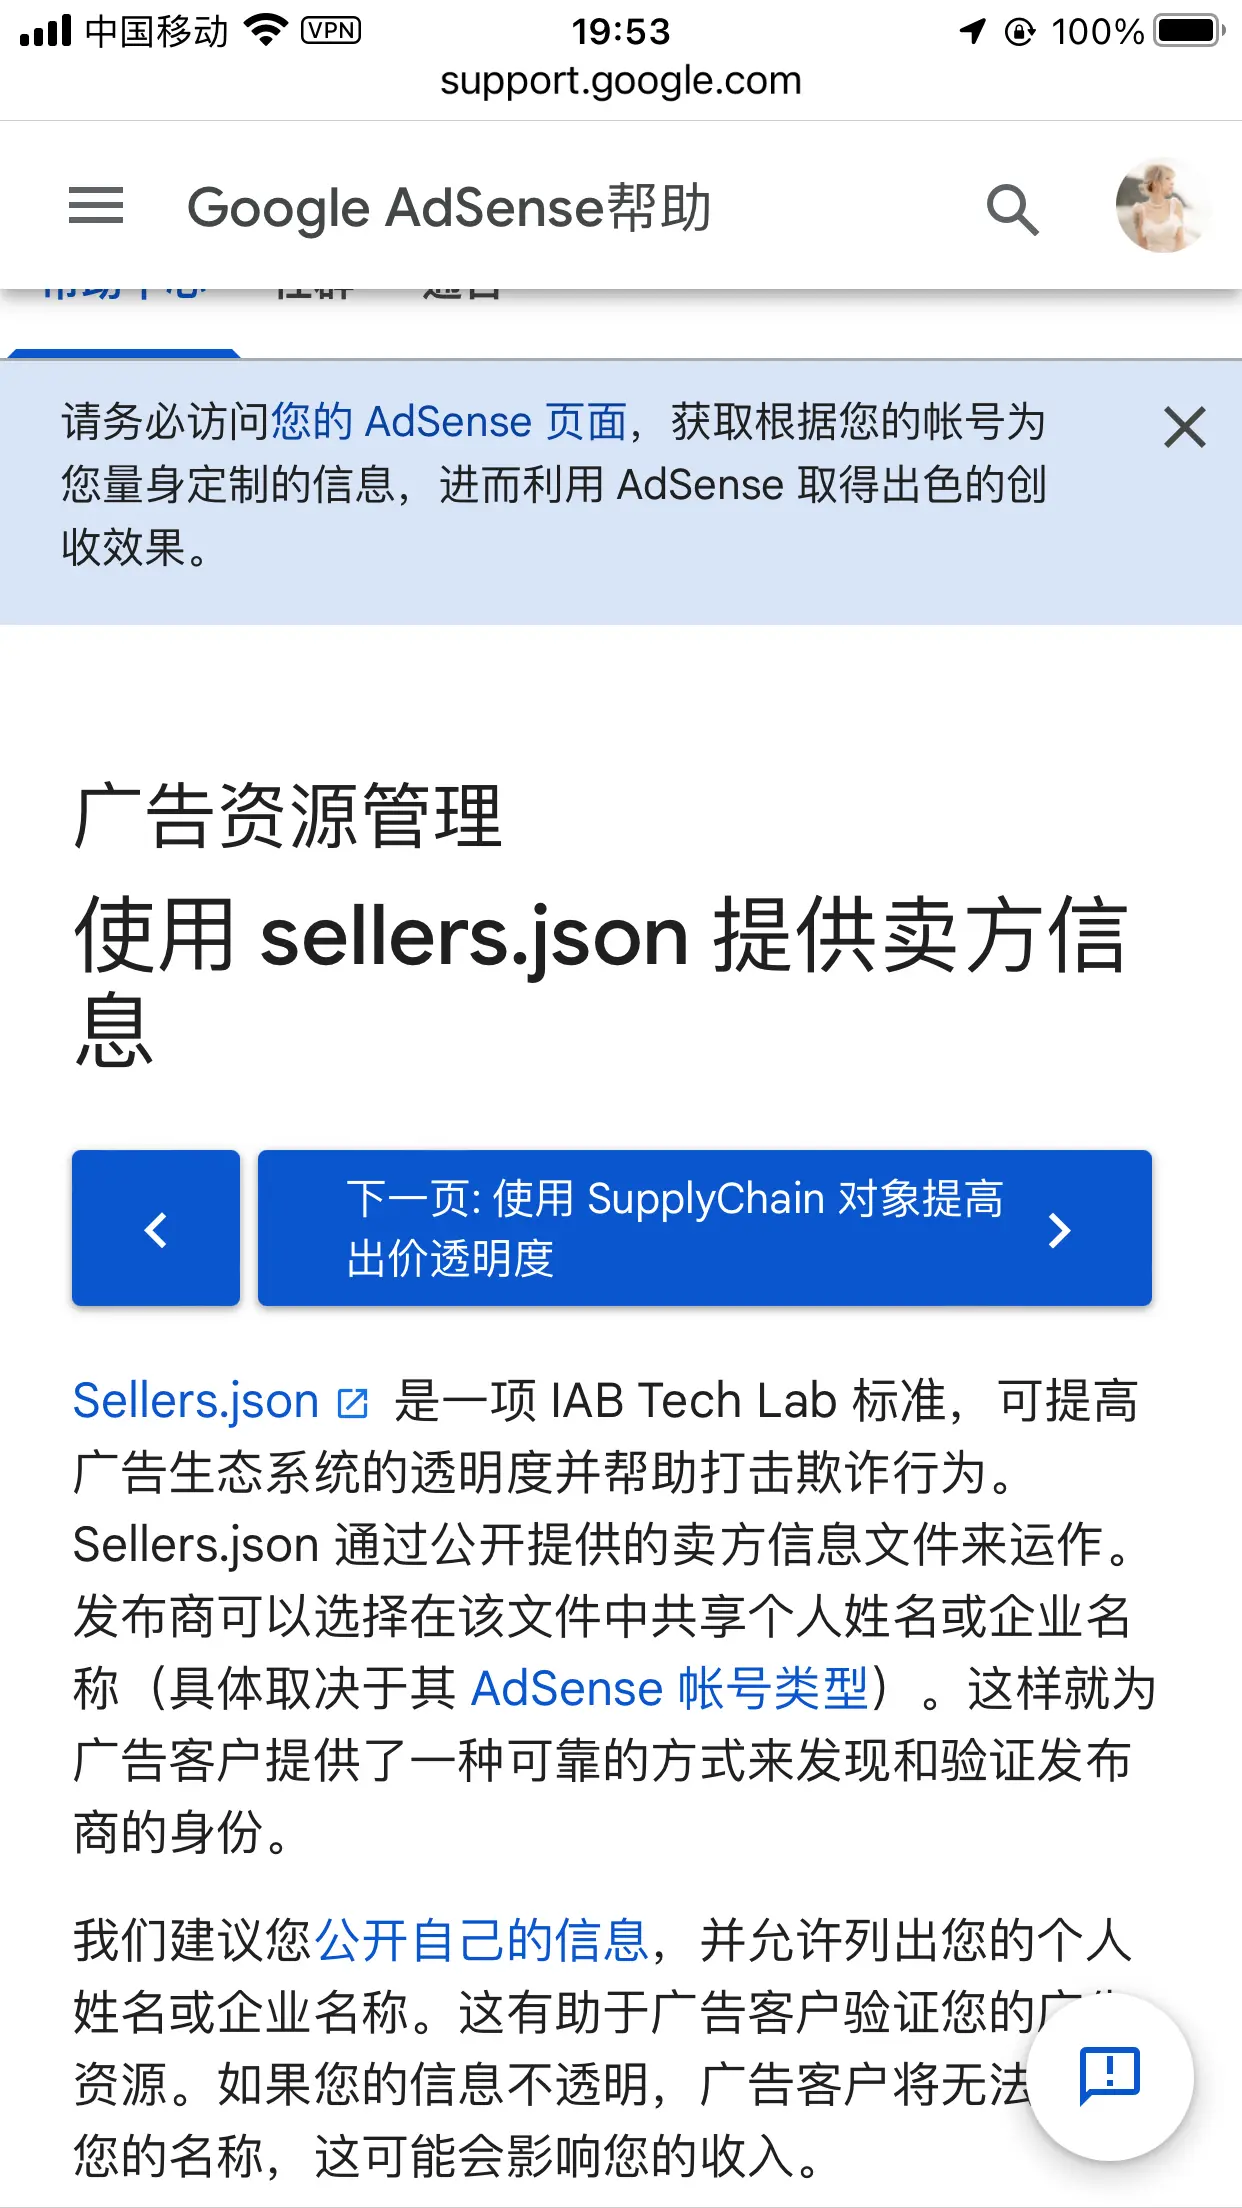 中国移动 VPN 19:53 100%
support.google.com
Google AdSense帮助
帮助中心 社群 通告
请务必访问您的 AdSense 页面，获取根据您的帐号为
您量身定制的信息，进而利用 AdSense 取得出色的创
收效果。
广告资源管理
使用 sellers.json 提供卖方信
息
下一页: 使用 SupplyChain 对象提高
出价透明度
Sellers.json 是一项 IAB Tech Lab 标准，可提高
广告生态系统的透明度并帮助打击欺诈行为。
Sellers.json 通过公开提供的卖方信息文件来运作。
发布商可以选择在该文件中共享个人姓名或企业名
称（具体取决于其 AdSense 帐号类型）。这样就为
广告客户提供了一种可靠的方式来发现和验证发布
商的身份。
我们建议您公开自己的信息，并允许列出您的个人
姓名或企业名称。这有助于广告客户验证您的广告
资源。如果您的信息不透明，广告客户将无法
您的名称，这可能会影响您的收入。